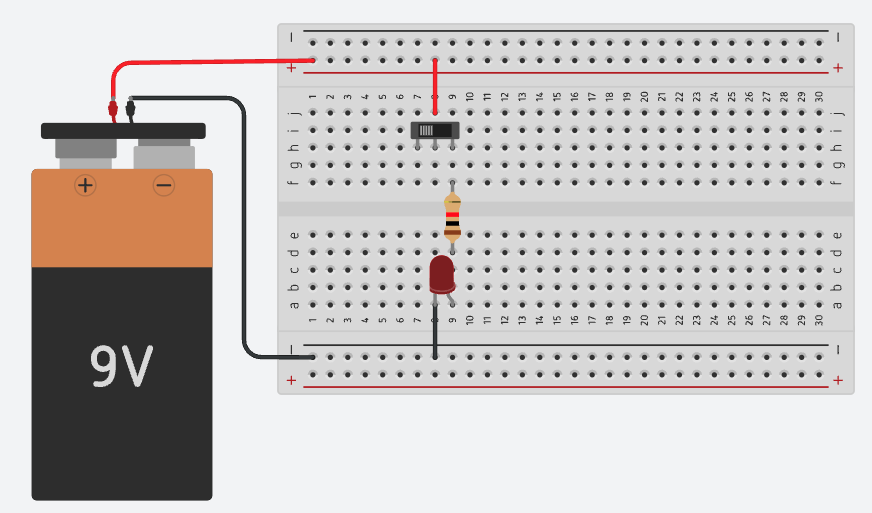 − −
+ +
1 2 3 4 5 6 7 9 10 11 12 13 14 15 16 17 18 19 20 21 22 23 24 25 26 27 28 29 30
j j
i i
h h
g g
f f
+ −
e e
d d
c c
b b
a a
1 2 3 4 5 6 7 9 10 11 12 13 14 15 16 17 18 19 20 21 22 23 24 25 26 27 28 29 30
− −
9V
+ +